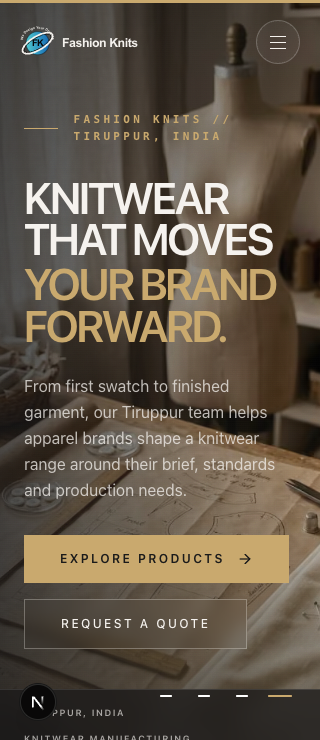 FK
Fashion Knits
FASHION KNITS //
TIRUPPUR, INDIA
KNITWEAR
THAT MOVES
YOUR BRAND
FORWARD.
From first swatch to finished
garment, our Tiruppur team helps
apparel brands shape a knitwear
range around their brief, standards
and production needs.
EXPLORE PRODUCTS →
REQUEST A QUOTE
N
PPUR, INDIA
KNITWEAR MANUFACTURING